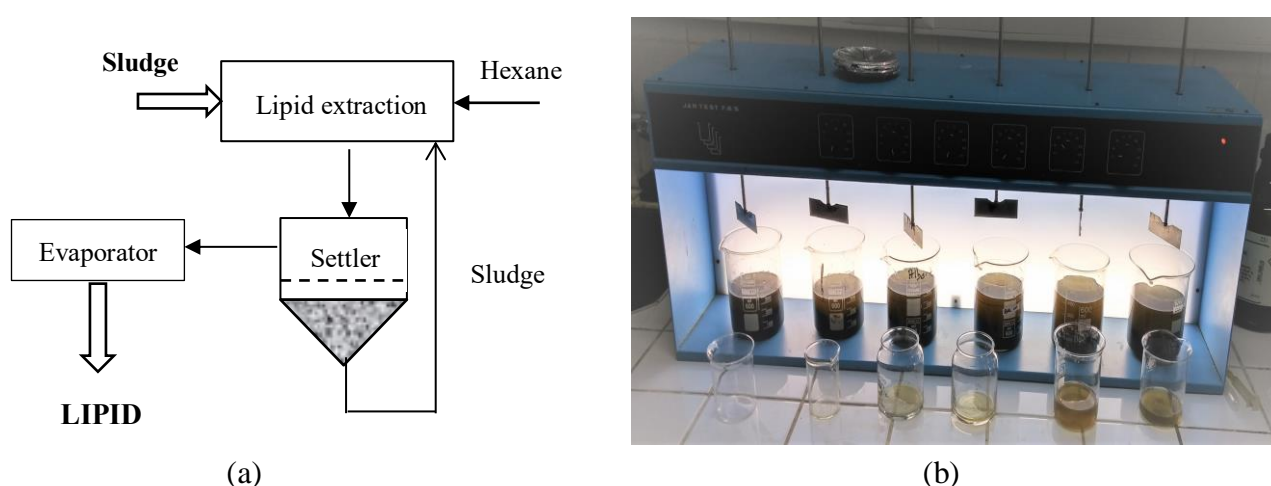 Sludge
Hexane
Lipid extraction
Evaporator
Settler
Sludge
LIPID
(a)
(b)